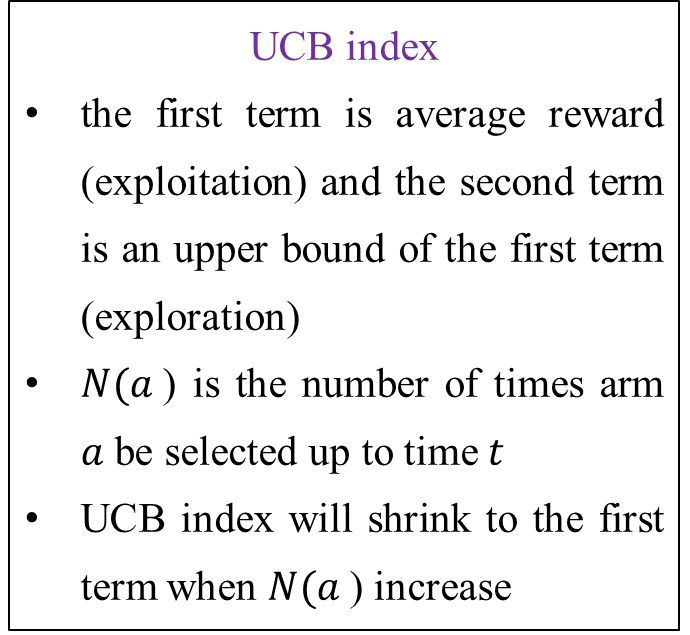 UCB index
• the first term is average reward
(exploitation) and the second term
is an upper bound of the first term
(exploration)
• N(a ) is the number of times arm
a be selected up to time t
• UCB index will shrink to the first
term when N(a ) increase